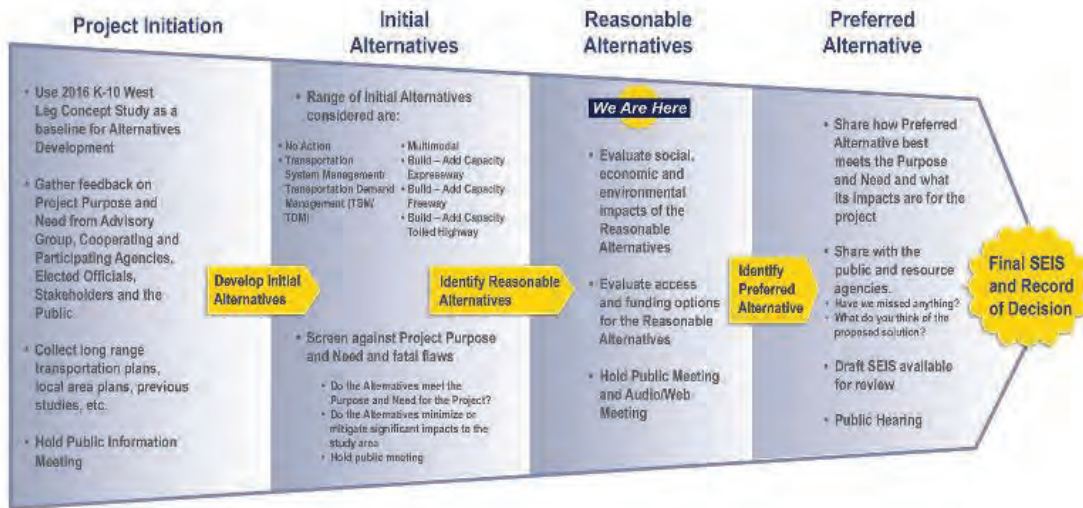 Project Initiation
• Use 2016 K-10 West
Leg Concept Study as a
baseline for Alternatives
Development
• Gather feedback on
Project Purpose and
Need from Advisory
Group, Cooperating and
Participating Agencies,
Elected Officials,
Stakeholders and the
Public
• Collect long range
transportation plans,
local area plans, previous
studies, etc.
• Hold Public Information
Meeting
Develop Initial
Alternatives
Initial
Alternatives
• Range of Initial Alternatives
considered are:
• No Action
• Transportation
System Management/
Transportation Demand
Management (TSM/
TDM)
• Multimodal
• Build – Add Capacity
Expressway
• Build – Add Capacity
Freeway
• Build – Add Capacity
Tolled Highway
• Screen against Project Purpose
and Need and fatal flaws
• Do the Alternatives meet the
Purpose and Need for the Project?
• Do the Alternatives minimize or
mitigate significant impacts to the
study area
• Hold public meeting
Identify Reasonable
Alternatives
Reasonable
Alternatives
We Are Here
• Evaluate social,
economic and
environmental
impacts of the
Reasonable
Alternatives
• Evaluate access
and funding options
for the Reasonable
Alternatives
• Hold Public Meeting
and Audio/Web
Meeting
Identify
Preferred
Alternative
Preferred
Alternative
• Share how Preferred
Alternative best
meets the Purpose
and Need and what
its impacts are for the
project
• Share with the
public and resource
agencies.
• Have we missed anything?
• What do you think of the
proposed solution?
• Draft SEIS available
for review
• Public Hearing
Final SEIS
and Record
of Decision